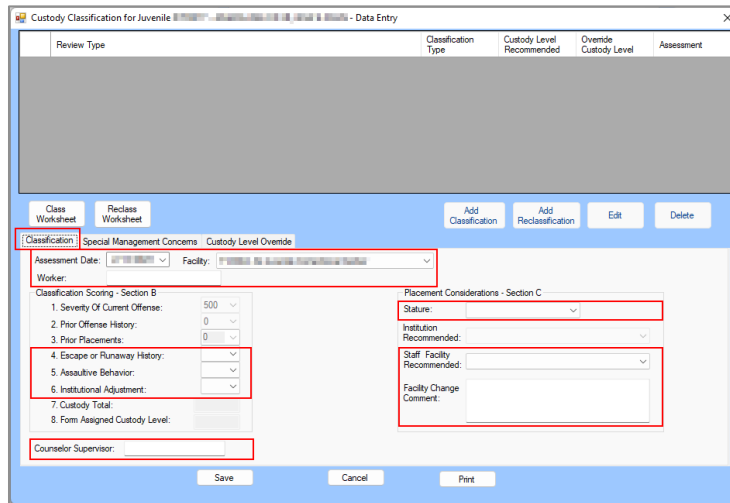 Custody Classification for Juvenile - Data Entry
Review Type Classification Type Custody Level Recommended Override Custody Level Assessment
Class Worksheet Reclass Worksheet Add Classification Add Reclassification Edit Delete
Classification Special Management Concerns Custody Level Override
Assessment Date: Facility:
Worker:
Classification Scoring - Section B
1. Severity Of Current Offense: 500
2. Prior Offense History: 0
3. Prior Placements: 0
4. Escape or Runaway History:
5. Assaultive Behavior:
6. Institutional Adjustment:
7. Custody Total:
8. Form Assigned Custody Level:
Placement Considerations - Section C
Stature:
Institution
Recommended:
Staff Facility
Recommended:
Facility Change
Comment:
Counselor Supervisor:
Save Cancel Print